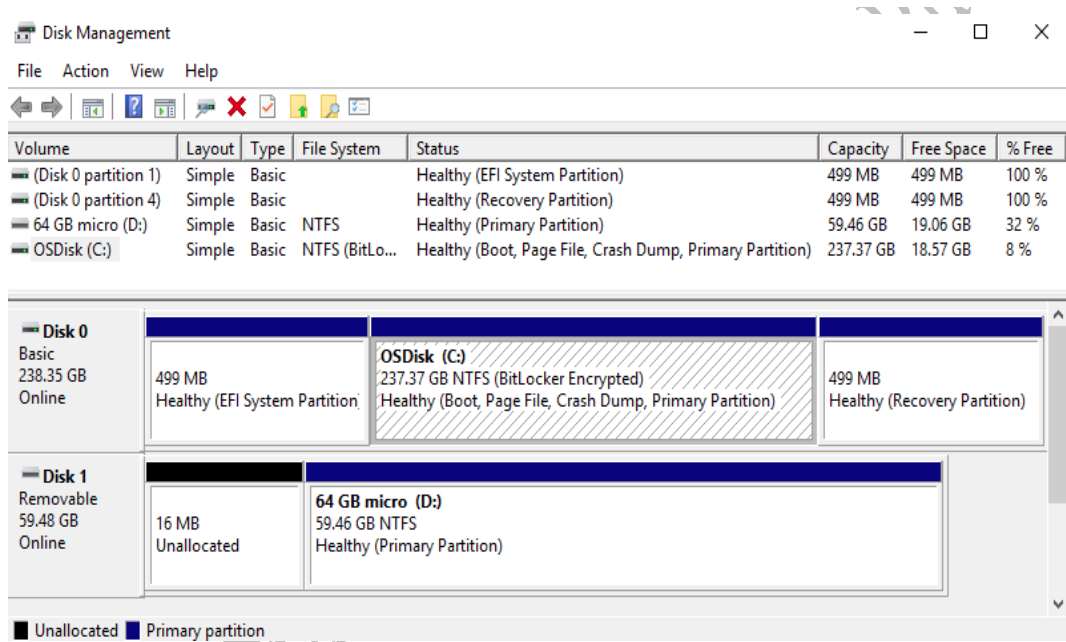 Disk Management
File Action View Help
Volume Layout Type File System Status Capacity Free Space % Free
(Disk 0 partition 1) Simple Basic Healthy (EFI System Partition) 499 MB 499 MB 100 %
(Disk 0 partition 4) Simple Basic Healthy (Recovery Partition) 499 MB 499 MB 100 %
64 GB micro (D:) Simple Basic NTFS Healthy (Primary Partition) 59.46 GB 19.06 GB 32 %
OSDisk (C:) Simple Basic NTFS (BitLo... Healthy (Boot, Page File, Crash Dump, Primary Partition) 237.37 GB 18.57 GB 8 %
Disk 0
Basic
238.35 GB
Online
499 MB
Healthy (EFI System Partition
OSDisk (C:)
237.37 GB NTFS (BitLocker Encrypted)
Healthy (Boot, Page File, Crash Dump, Primary Partition)
499 MB
Healthy (Recovery Partition)
Disk 1
Removable
59.48 GB
Online
16 MB
Unallocated
64 GB micro (D:)
59.46 GB NTFS
Healthy (Primary Partition)
Unallocated Primary partition